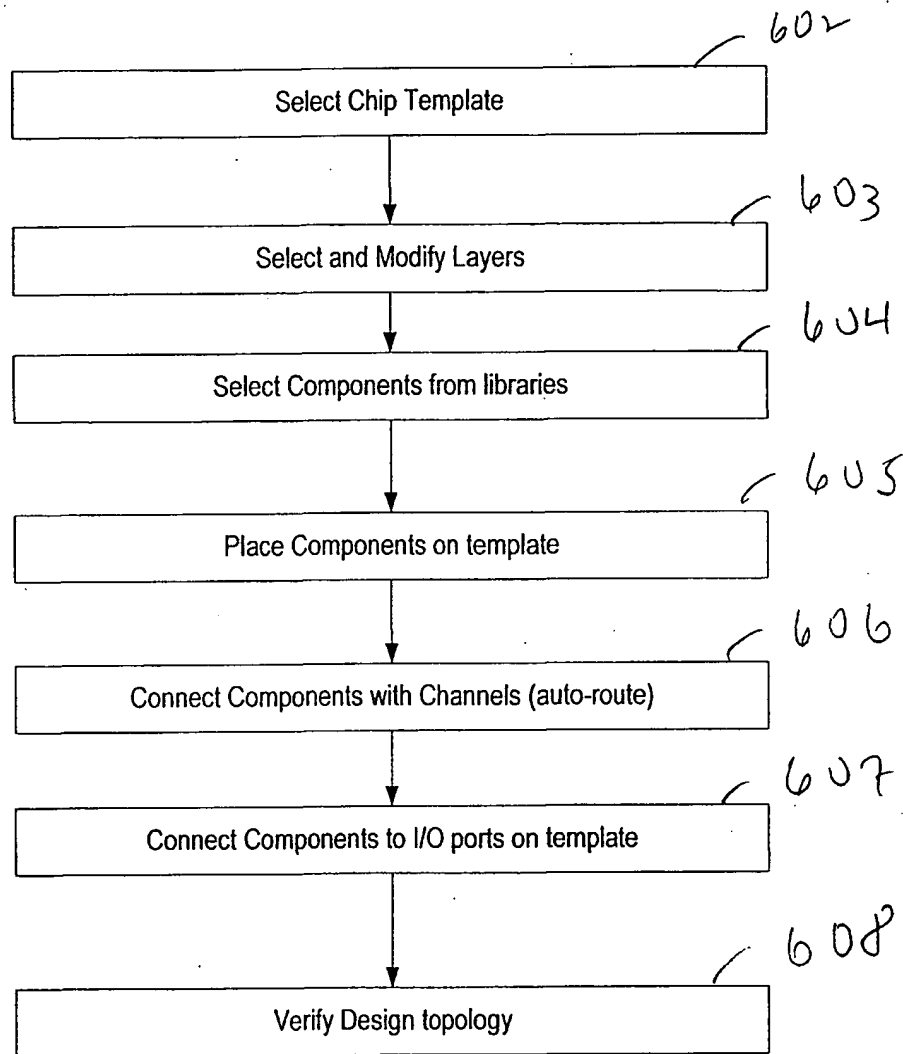 602
Select Chip Template
603
Select and Modify Layers
604
Select Components from libraries
605
Place Components on template
606
Connect Components with Channels (auto-route)
607
Connect Components to I/O ports on template
608
Verify Design topology